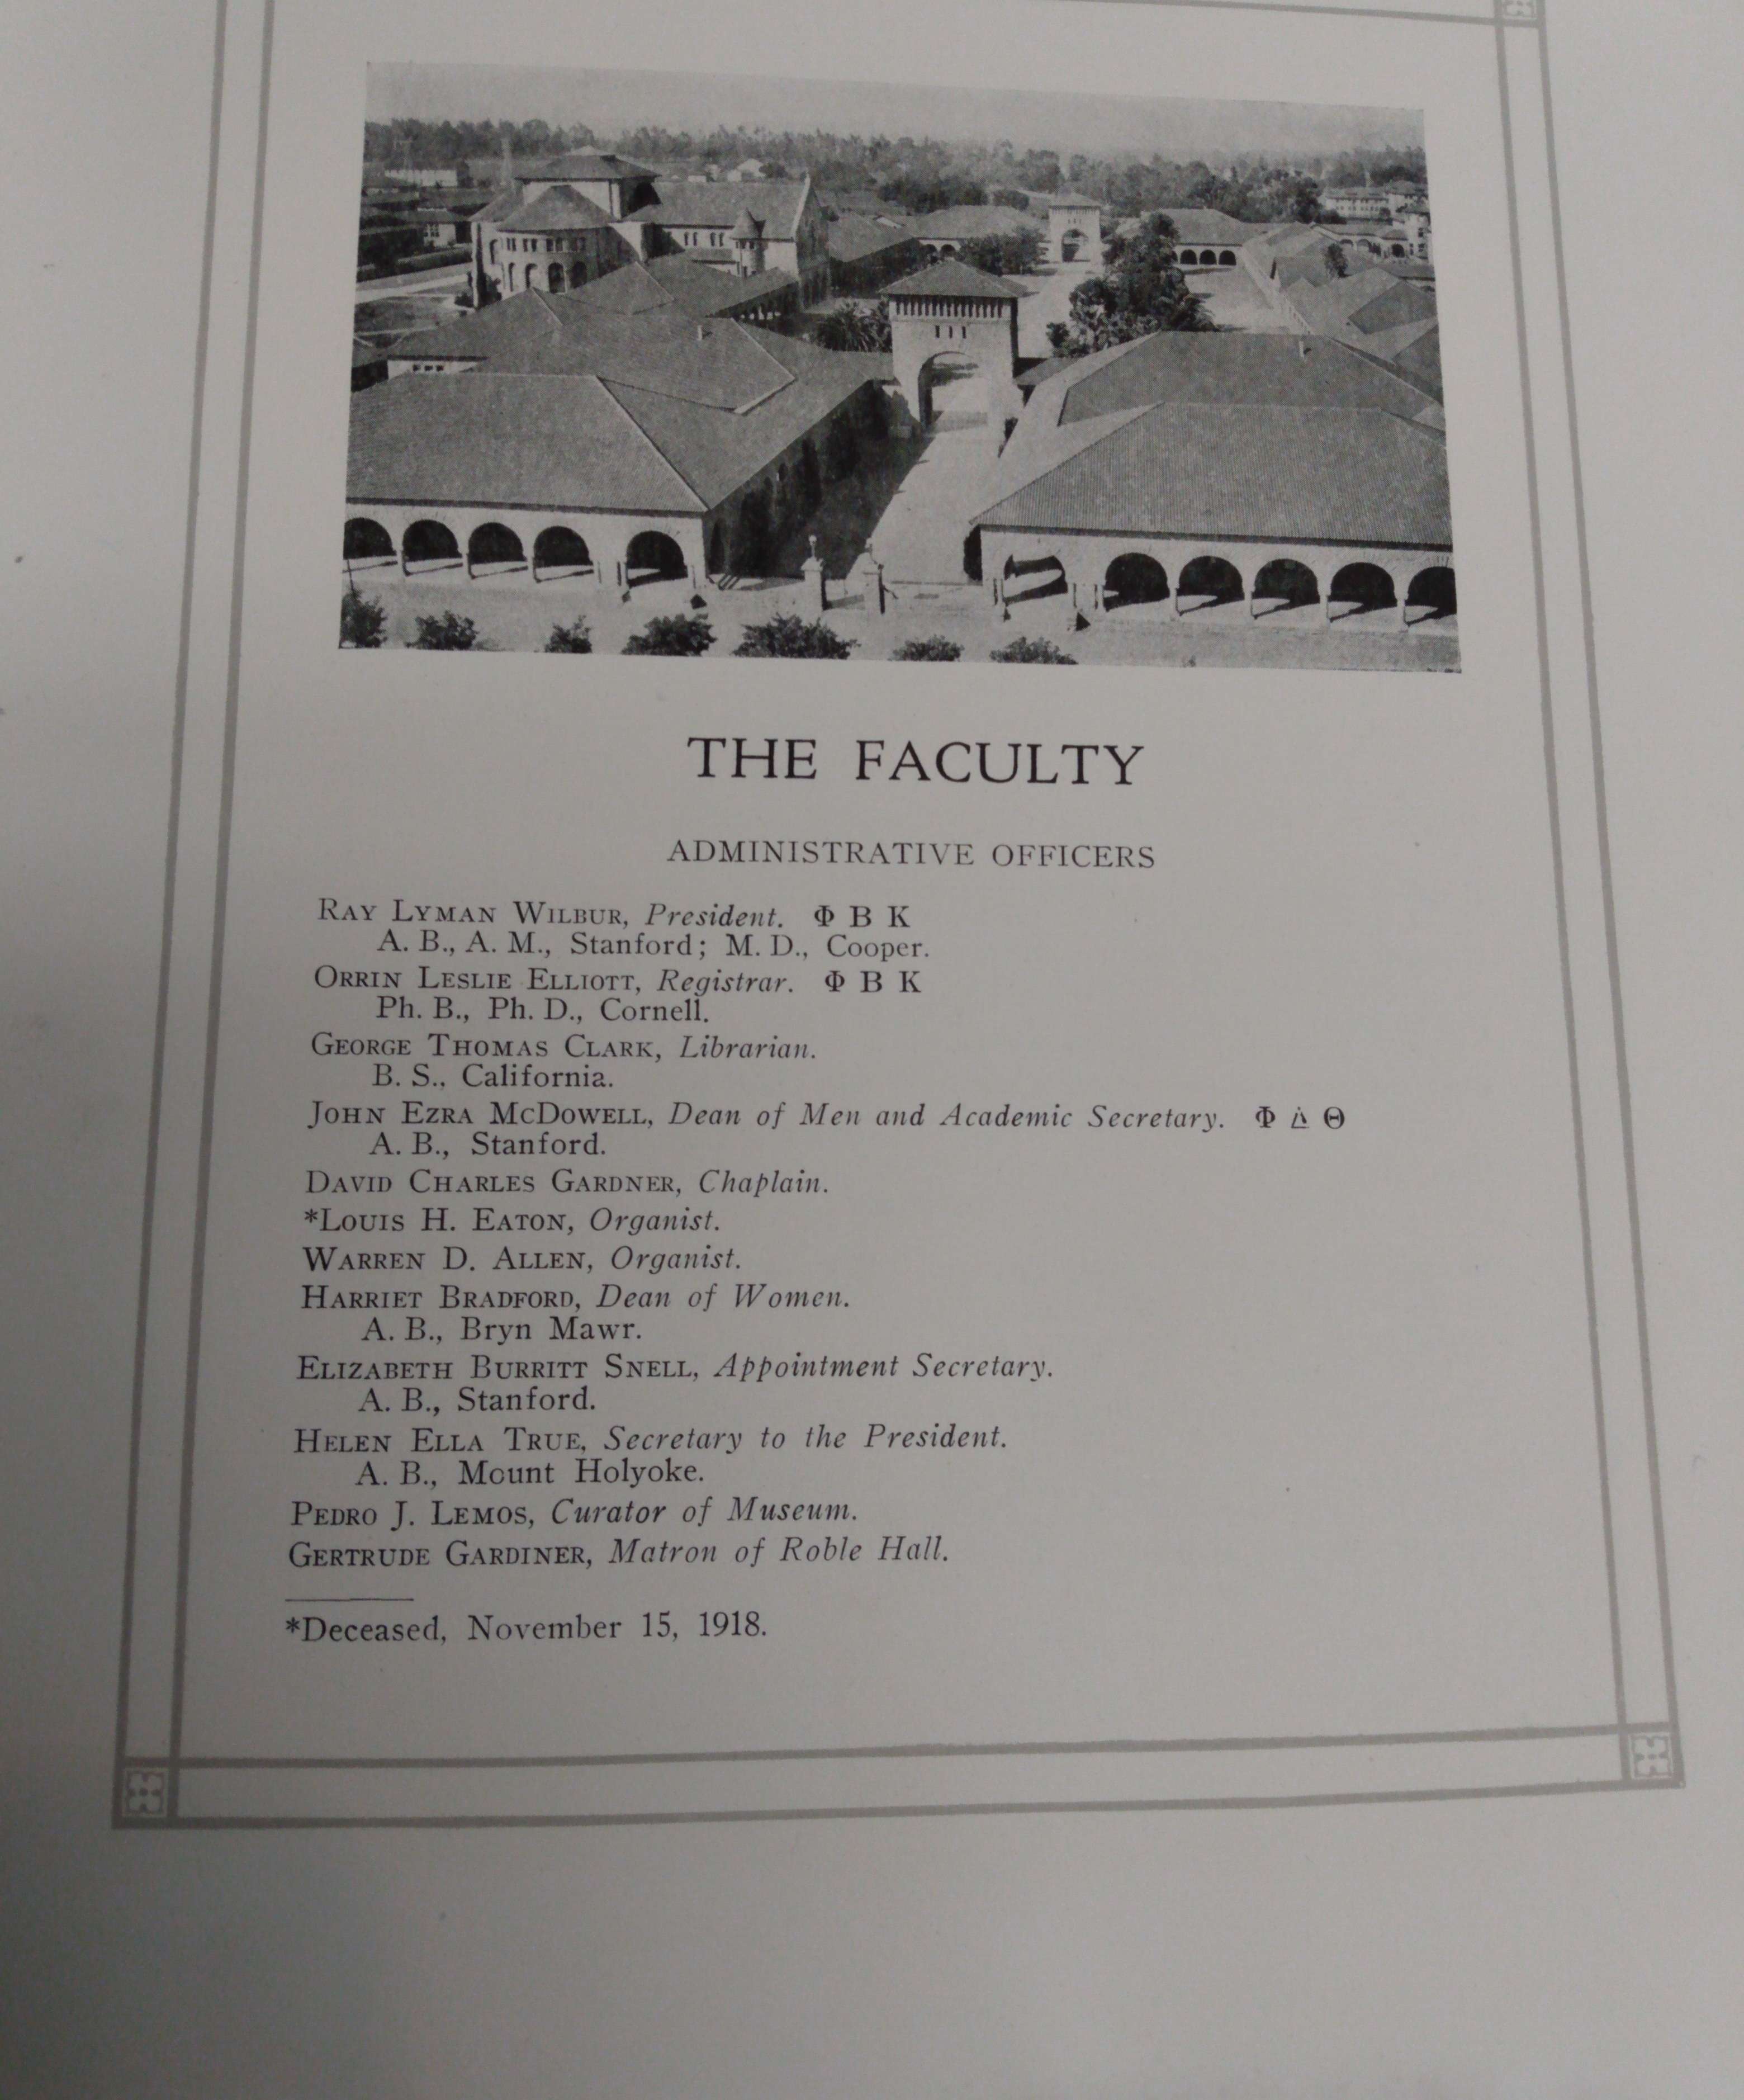 THE FACULTY
ADMINISTRATIVE OFFICERS
RAY LYMAN WILBUR, President. Φ Β Κ
A. B., A. M., Stanford; M. D., Cooper.
ORRIN LESLIE ELLIOTT, Registrar. Φ Β Κ
Ph. B., Ph. D., Cornell.
GEORGE THOMAS CLARK, Librarian.
B. S., California.
JOHN EZRA MCDOWELL, Dean of Men and Academic Secretary. Φ Δ Θ
A. B., Stanford.
DAVID CHARLES GARDNER, Chaplain.
*LOUIS H. EATON, Organist.
WARREN D. ALLEN, Organist.
HARRIET BRADFORD, Dean of Women.
A. B., Bryn Mawr.
ELIZABETH BURRITT SNELL, Appointment Secretary.
A. B., Stanford.
HELEN ELLA TRUE, Secretary to the President.
A. B., Mount Holyoke.
PEDRO J. LEMOS, Curator of Museum.
GERTRUDE GARDINER, Matron of Roble Hall.
*Deceased, November 15, 1918.